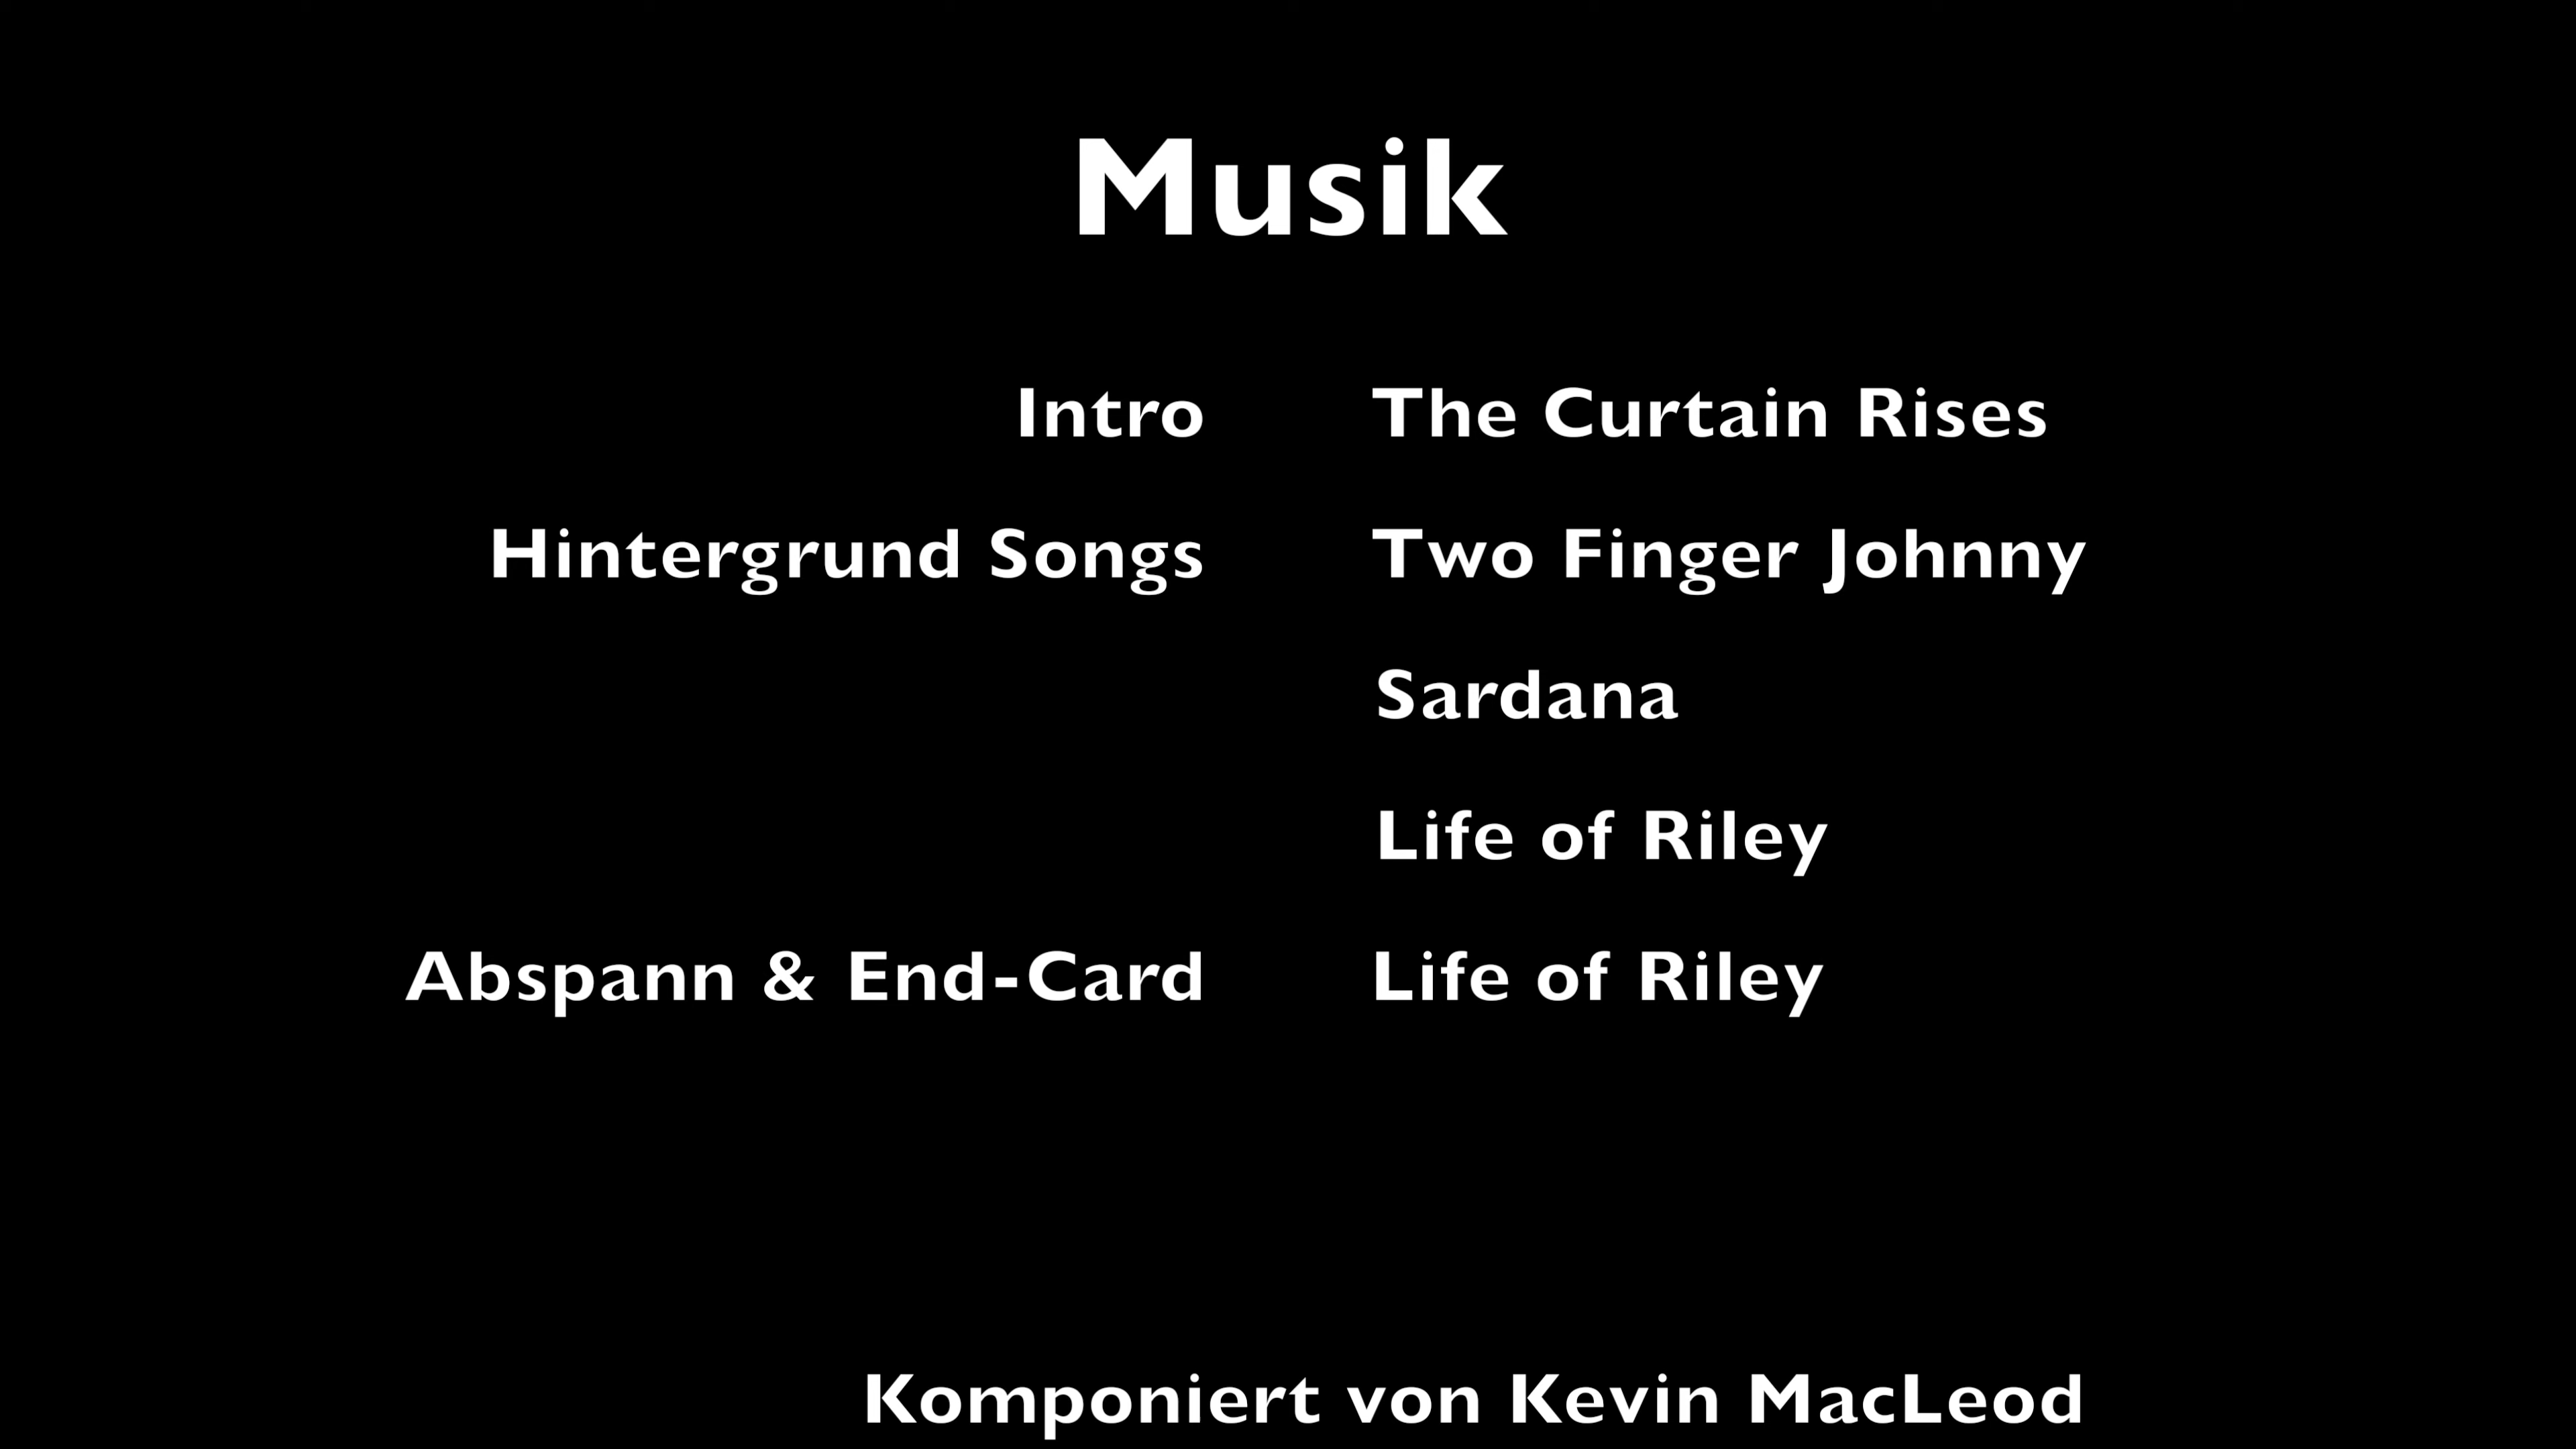 Musik
Intro The Curtain Rises
Hintergrund Songs Two Finger Johnny
Sardana
Life of Riley
Abspann & End-Card Life of Riley
Komponiert von Kevin MacLeod